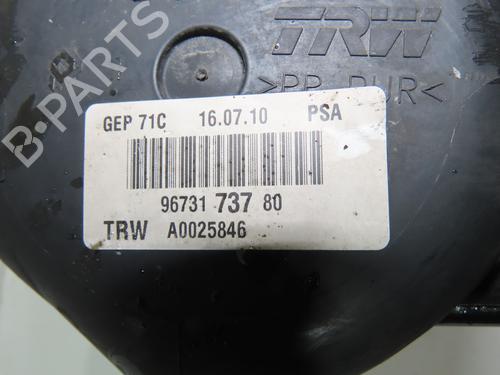 TRW
>PP PUR<
GEP 71C 16.07.10 PSA
96731 737 80
TRW A0025846
B-PARTS